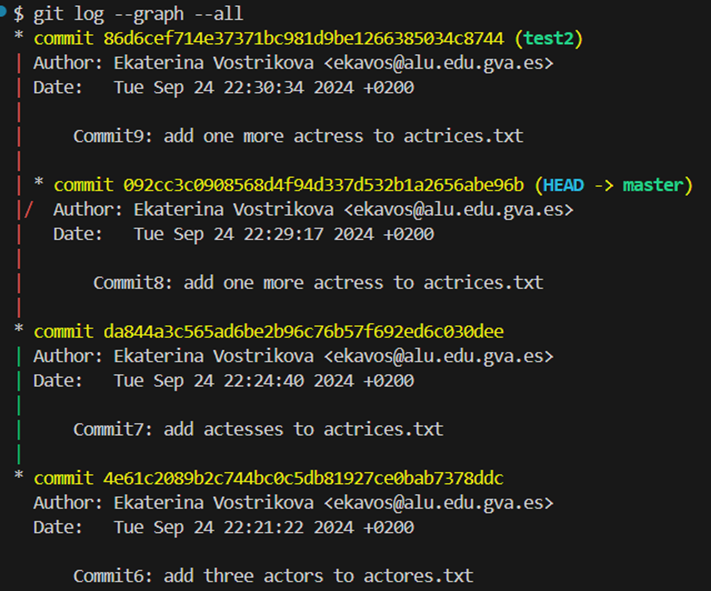 $ git log --graph --all
* commit 86d6cef714e37371bc981d9be1266385034c8744 (test2)
| Author: Ekaterina Vostrikova <ekavos@alu.edu.gva.es>
| Date:   Tue Sep 24 22:30:34 2024 +0200
|
|     Commit9: add one more actress to actrices.txt
|
| * commit 092cc3c0908568d4f94d337d532b1a2656abe96b (HEAD -> master)
|/  Author: Ekaterina Vostrikova <ekavos@alu.edu.gva.es>
|   Date:   Tue Sep 24 22:29:17 2024 +0200
|
|       Commit8: add one more actress to actrices.txt
|
* commit da844a3c565ad6be2b96c76b57f692ed6c030dee
| Author: Ekaterina Vostrikova <ekavos@alu.edu.gva.es>
| Date:   Tue Sep 24 22:24:40 2024 +0200
|
|     Commit7: add actesses to actrices.txt
|
* commit 4e61c2089b2c744bc0c5db81927ce0bab7378ddc
  Author: Ekaterina Vostrikova <ekavos@alu.edu.gva.es>
  Date:   Tue Sep 24 22:21:22 2024 +0200

      Commit6: add three actors to actores.txt